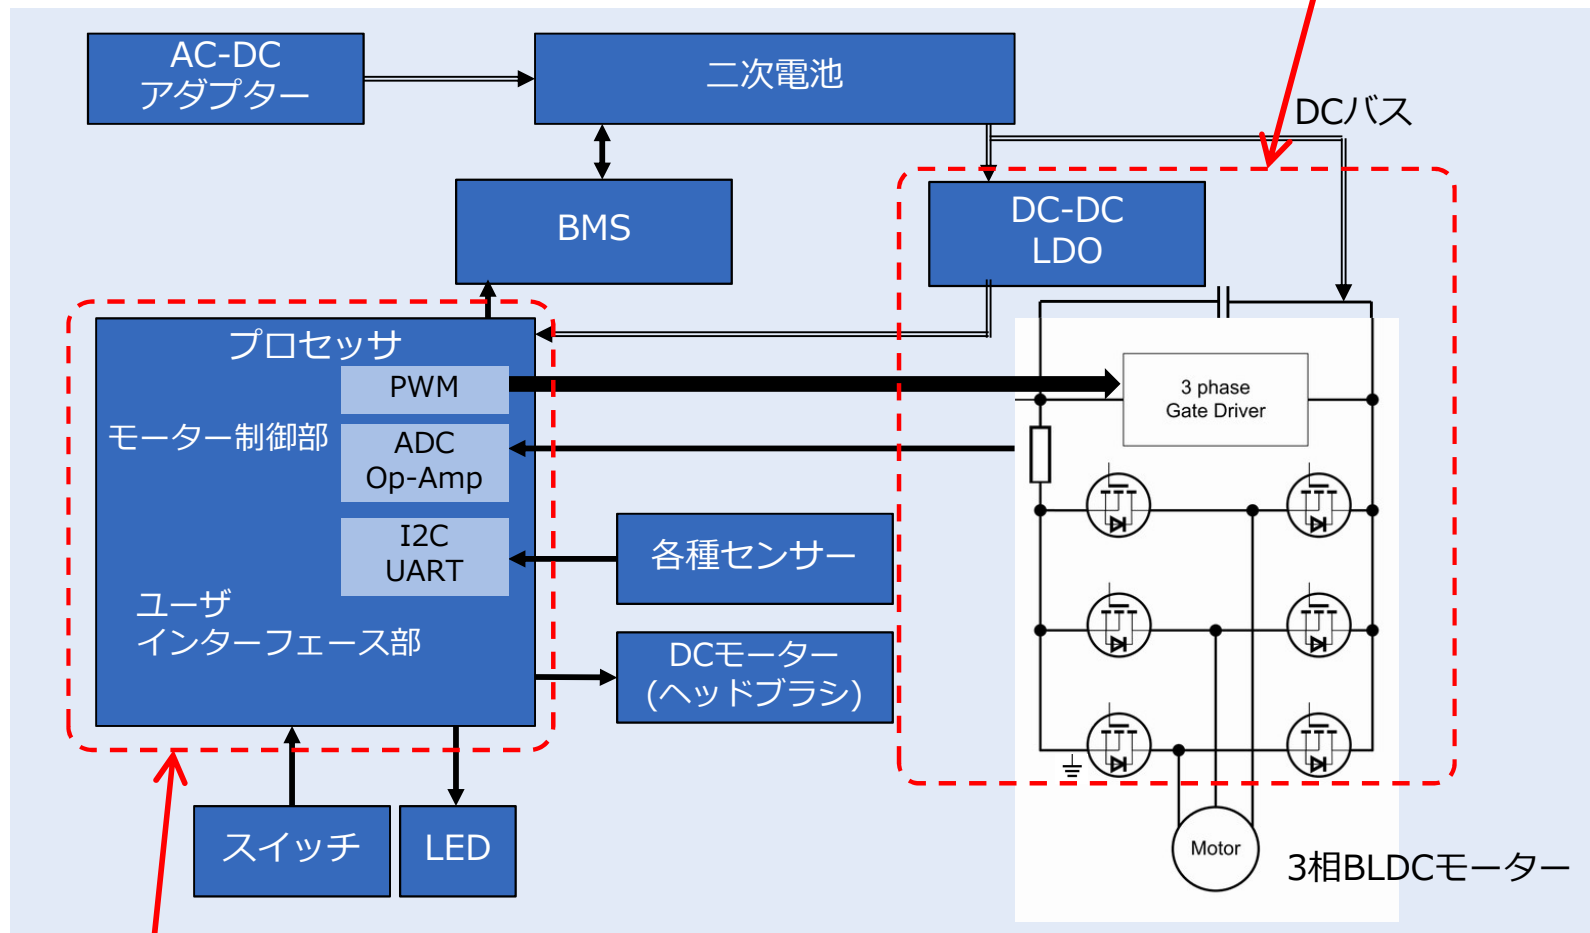 AC-DC
アダプター
二次電池
DCバス
BMS
DC-DC
LDO
プロセッサ
PWM
3 phase
Gate Driver
モーター制御部
ADC
Op-Amp
I2C
UART
各種センサー
ユーザ
インターフェース部
DCモーター
(ヘッドブラシ)
スイッチ
LED
Motor
3相BLDCモーター